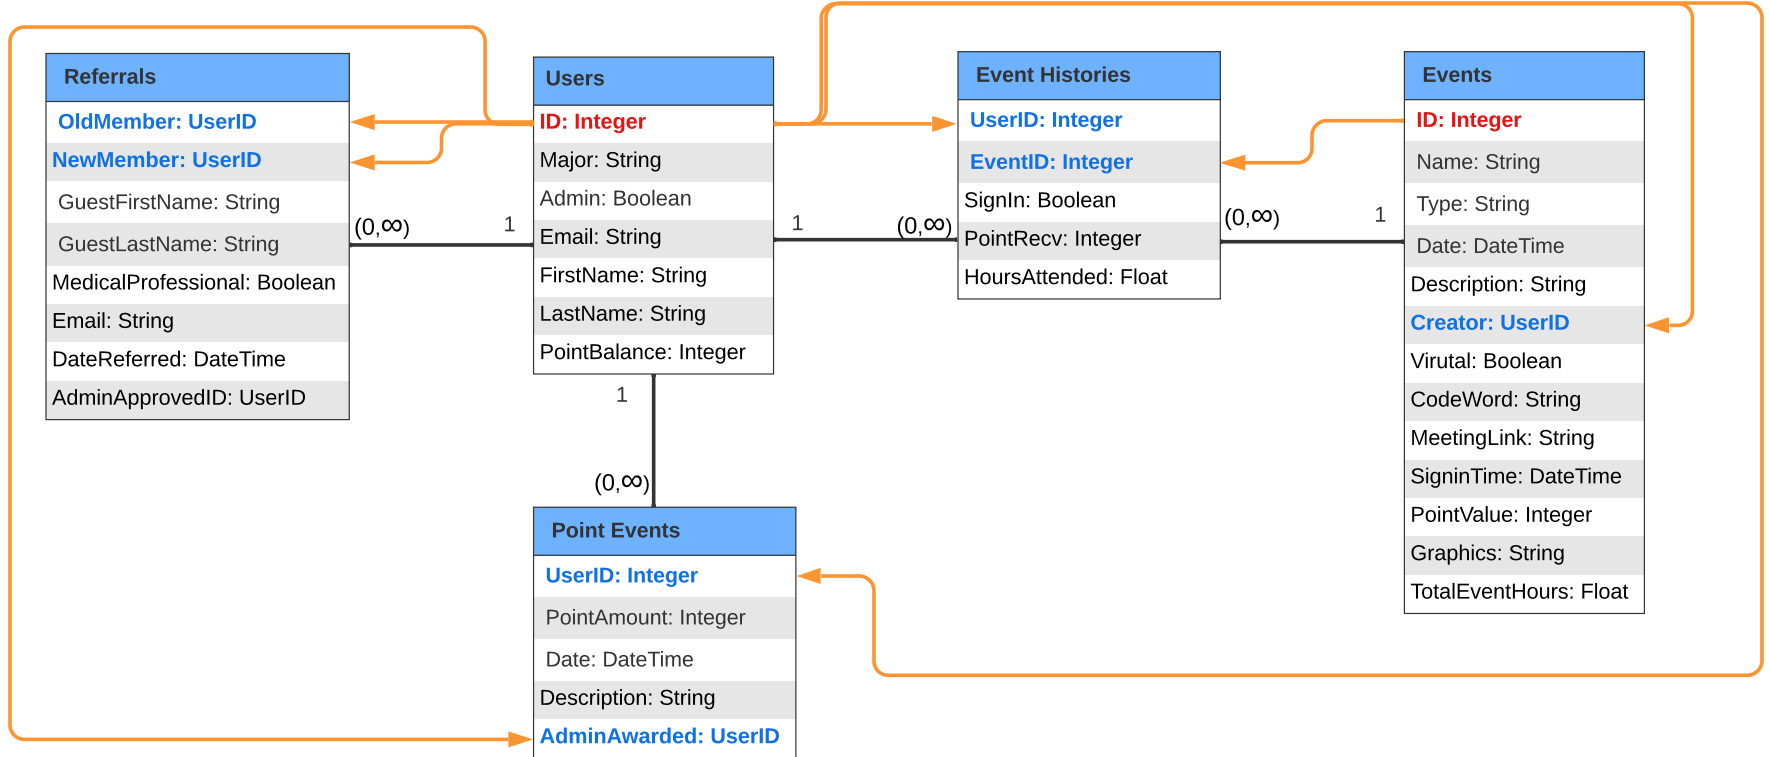 Referrals
OldMember: UserID
NewMember: UserID
GuestFirstName: String
GuestLastName: String
MedicalProfessional: Boolean
Email: String
DateReferred: DateTime
AdminApprovedID: UserID
(0,∞)
1
Users
ID: Integer
Major: String
Admin: Boolean
Email: String
FirstName: String
LastName: String
PointBalance: Integer
1
(0,∞)
Event Histories
UserID: Integer
EventID: Integer
SignIn: Boolean
PointRecv: Integer
HoursAttended: Float
(0,∞)
1
Events
ID: Integer
Name: String
Type: String
Date: DateTime
Description: String
Creator: UserID
Virutal: Boolean
CodeWord: String
MeetingLink: String
SigninTime: DateTime
PointValue: Integer
Graphics: String
TotalEventHours: Float
1
(0,∞)
Point Events
UserID: Integer
PointAmount: Integer
Date: DateTime
Description: String
AdminAwarded: UserID